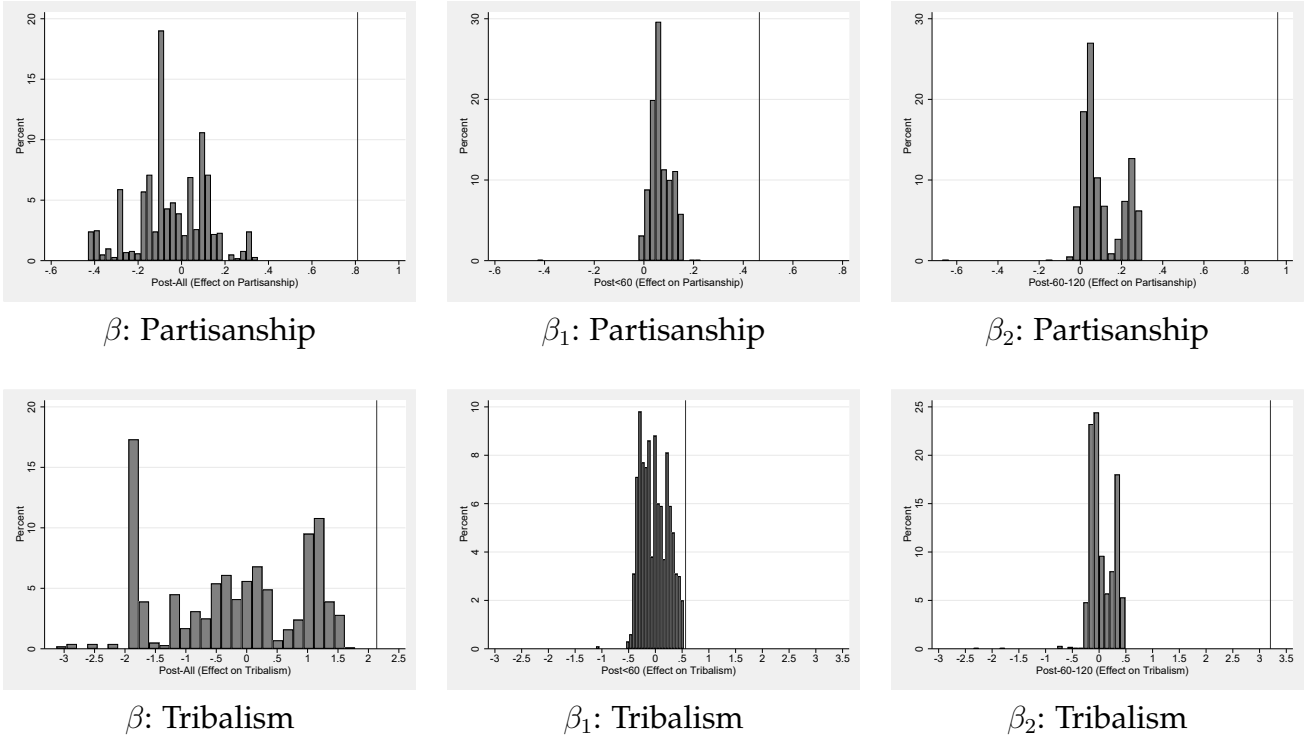 20
15
10
5
0
Percent
-.6 -.4 -.2 0 .2 .4 .6 .8 1
Post-All (Effect on Partisanship)
β: Partisanship
30
20
10
0
Percent
-.6 -.4 -.2 0 .2 .4 .6 .8
Post<60 (Effect on Partisanship)
β₁: Partisanship
30
20
10
0
Percent
-.6 -.4 -.2 0 .2 .4 .6 .8 1
Post-60-120 (Effect on Partisanship)
β₂: Partisanship
20
15
10
5
0
Percent
-3 -2.5 -2 -1.5 -1 -.5 0 .5 1 1.5 2 2.5
Post-All (Effect on Tribalism)
β: Tribalism
10
8
6
4
2
0
Percent
-3 -2.5 -2 -1.5 -1 -.5 0 .5 1 1.5 2 2.5 3 3.5
Post<60 (Effect on Tribalism)
β₁: Tribalism
25
20
15
10
5
0
Percent
-3 -2.5 -2 -1.5 -1 -.5 0 .5 1 1.5 2 2.5 3 3.5
Post-60-120 (Effect on Tribalism)
β₂: Tribalism